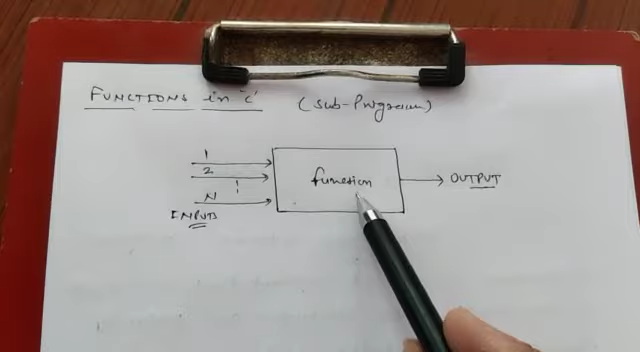 FUNCTIONS in 'C' (Sub-Program)
1
2
function
OUTPUT
N
INPUTS